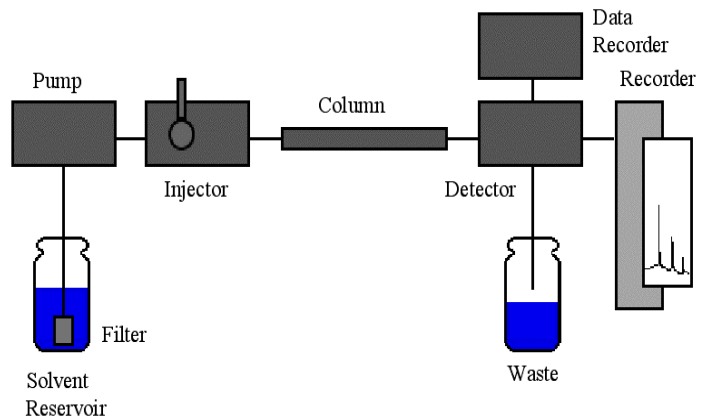 Data
Recorder
Pump
Recorder
Column
Injector
Detector
Filter
Waste
Solvent
Reservoir